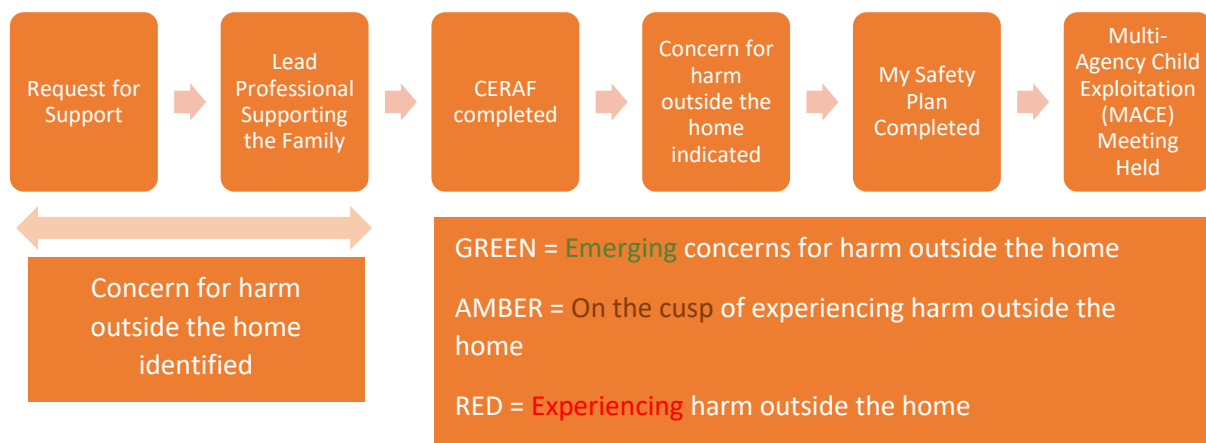 Request for
Support
Lead
Professional
Supporting
the Family
CERAF
completed
Concern for
harm
outside the
home
indicated
My Safety
Plan
Completed
Multi-
Agency Child
Exploitation
(MACE)
Meeting
Held
Concern for harm
outside the home
identified
GREEN = Emerging concerns for harm outside the home
AMBER = On the cusp of experiencing harm outside the
home
RED = Experiencing harm outside the home